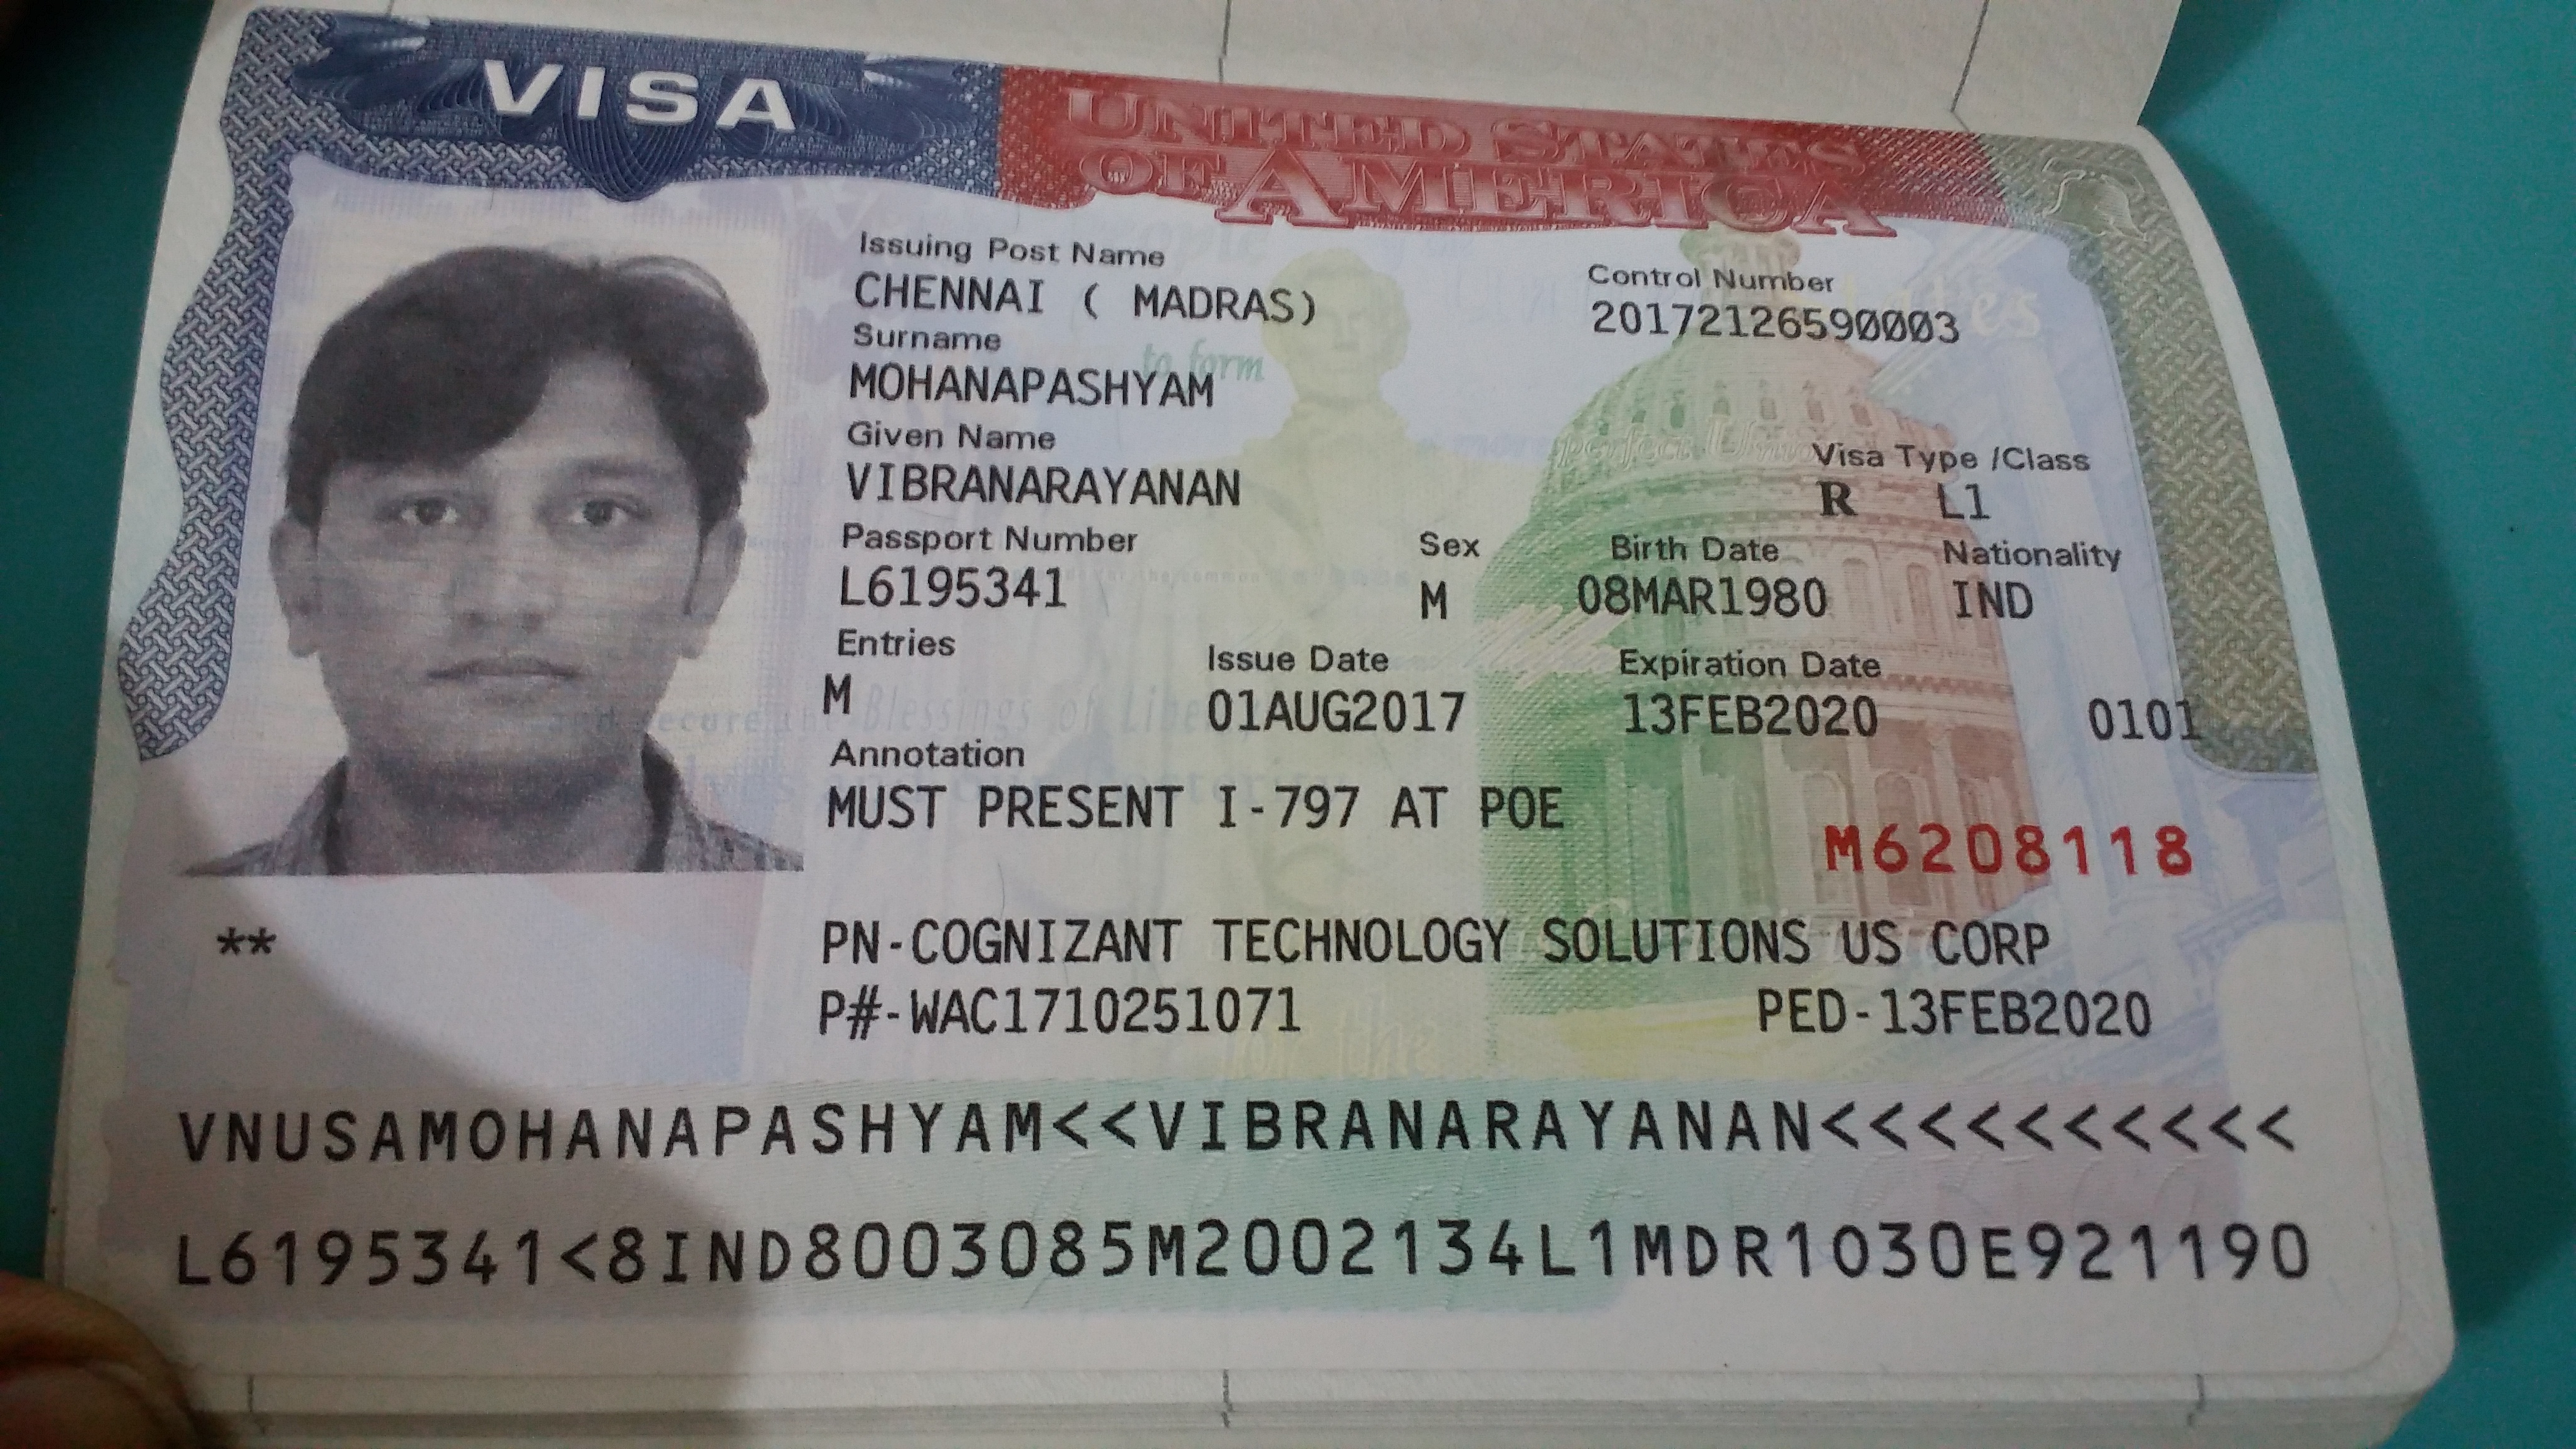 VISA UNITED STATES
OF AMERICA
Issuing Post Name
CHENNAI ( MADRAS)
Control Number
20172126590003
Surname
MOHANAPASHYAM
Given Name
VIBRANARAYANAN
Visa Type /Class
R L1
Passport Number Sex Birth Date Nationality
L6195341 M 08MAR1980 IND
Entries Issue Date Expiration Date
M 01AUG2017 13FEB2020 0101
Annotation
MUST PRESENT I-797 AT POE
M6208118
** PN-COGNIZANT TECHNOLOGY SOLUTIONS US CORP
P#-WAC1710251071 PED-13FEB2020
VNUSAMOHANAPASHYAM<<VIBRANARAYANAN<<<<<<<<<<
L6195341<8IND8003085M2002134L1MDR1030E921190